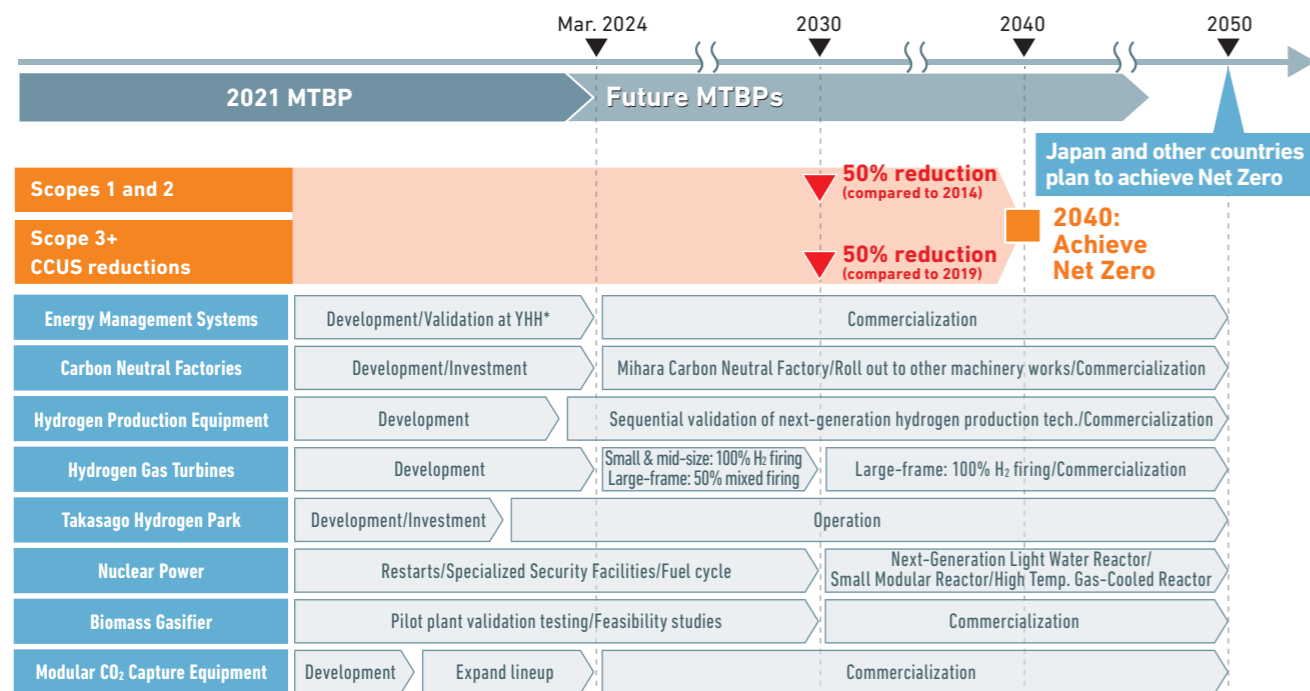 Mar. 2024 2030 2040 2050
2021 MTBP Future MTBPs
Japan and other countries
plan to achieve Net Zero
Scopes 1 and 2
50% reduction
(compared to 2014)
Scope 3+
CCUS reductions
50% reduction
(compared to 2019)
2040:
Achieve
Net Zero
Energy Management Systems Development/Validation at YHH* Commercialization
Carbon Neutral Factories Development/Investment Mihara Carbon Neutral Factory/Roll out to other machinery works/Commercialization
Hydrogen Production Equipment Development Sequential validation of next-generation hydrogen production tech./Commercialization
Hydrogen Gas Turbines Development
Small & mid-size: 100% H₂ firing
Large-frame: 50% mixed firing
Large-frame: 100% H₂ firing/Commercialization
Takasago Hydrogen Park Development/Investment Operation
Nuclear Power Restarts/Specialized Security Facilities/Fuel cycle
Next-Generation Light Water Reactor/
Small Modular Reactor/High Temp. Gas-Cooled Reactor
Biomass Gasifier Pilot plant validation testing/Feasibility studies Commercialization
Modular CO₂ Capture Equipment Development Expand lineup Commercialization